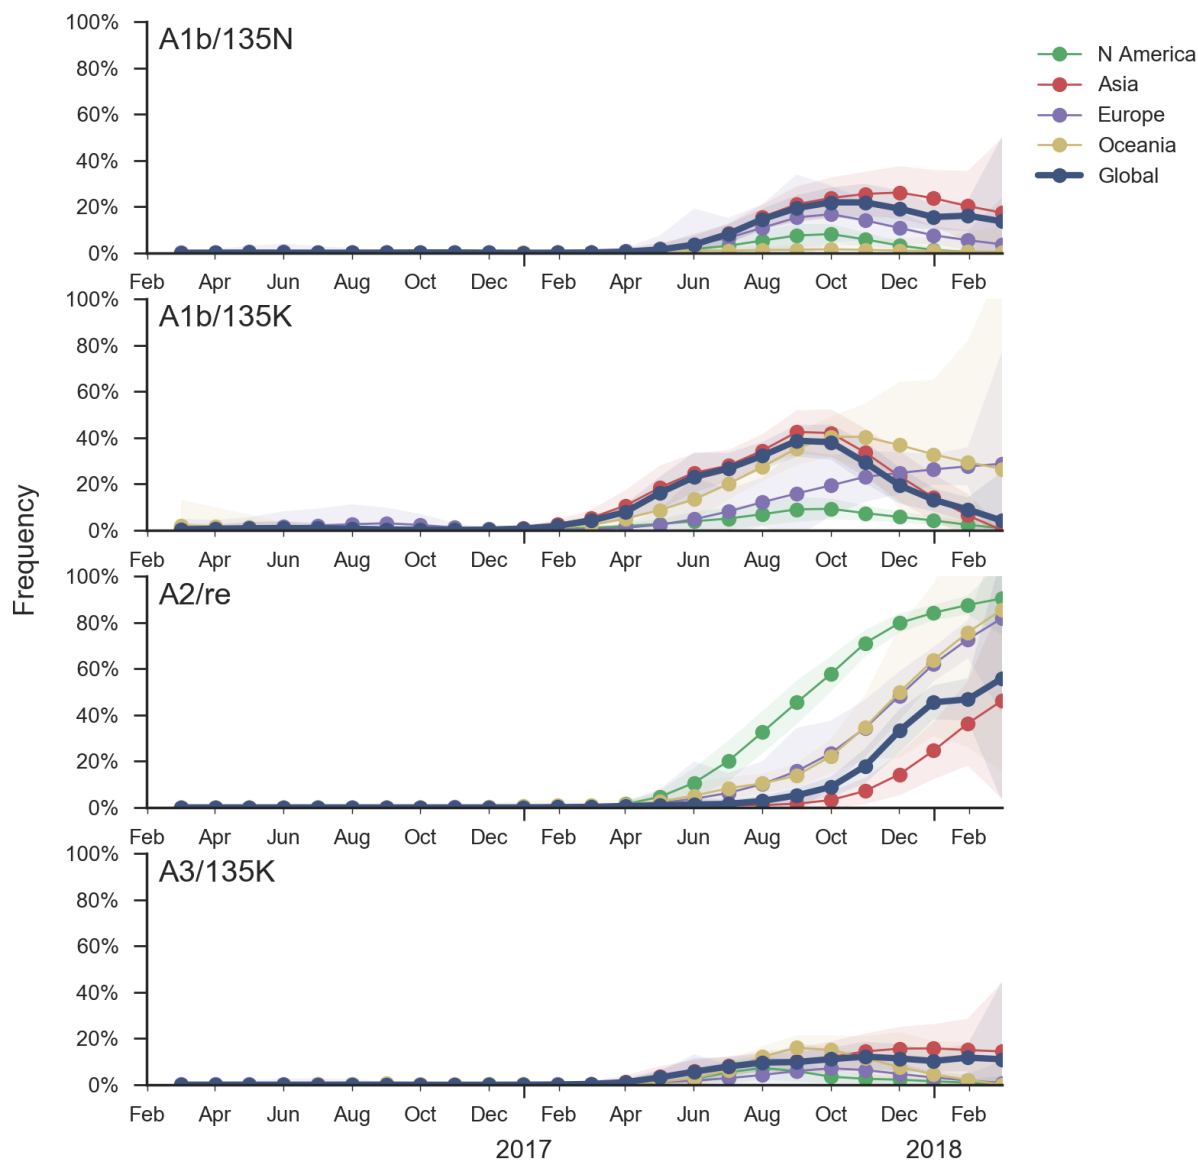 100%
A1b/135N
80%
60%
40%
20%
0%
Feb Apr Jun Aug Oct Dec Feb Apr Jun Aug Oct Dec Feb
N America
Asia
Europe
Oceania
Global
100%
A1b/135K
80%
60%
40%
20%
0%
Feb Apr Jun Aug Oct Dec Feb Apr Jun Aug Oct Dec Feb
Frequency
100%
A2/re
80%
60%
40%
20%
0%
Feb Apr Jun Aug Oct Dec Feb Apr Jun Aug Oct Dec Feb
100%
A3/135K
80%
60%
40%
20%
0%
Feb Apr Jun Aug Oct Dec Feb Apr Jun Aug Oct Dec Feb
2017 2018